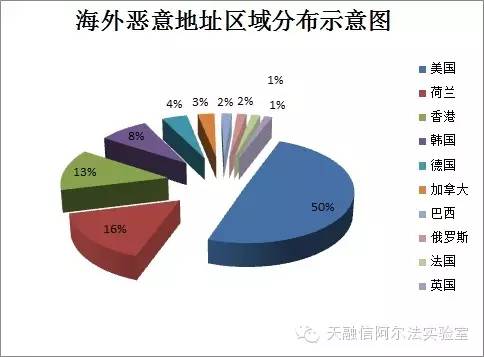 海外恶意地址区域分布示意图
1%
2%
2%
1%
3%
4%
8%
13%
16%
50%
美国
荷兰
香港
韩国
德国
加拿大
巴西
俄罗斯
法国
英国
天融信阿尔法实验室